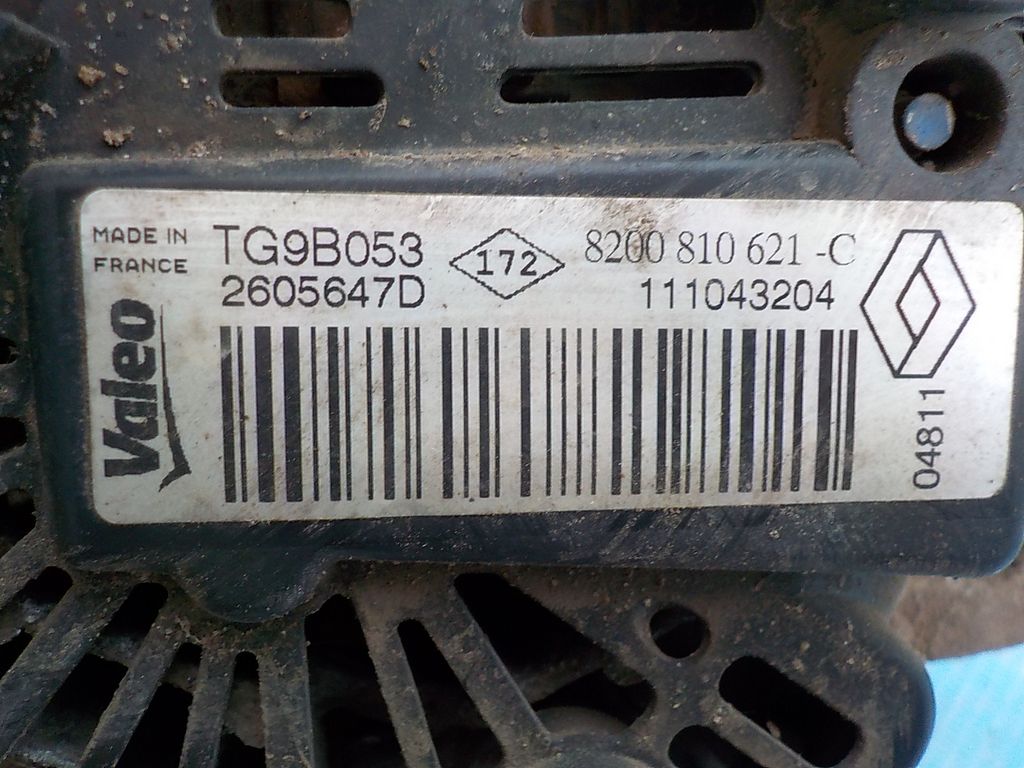 MADE IN
FRANCE
Valeo
TG9B053
2605647D
172
8200 810 621 -C
111043204
04811